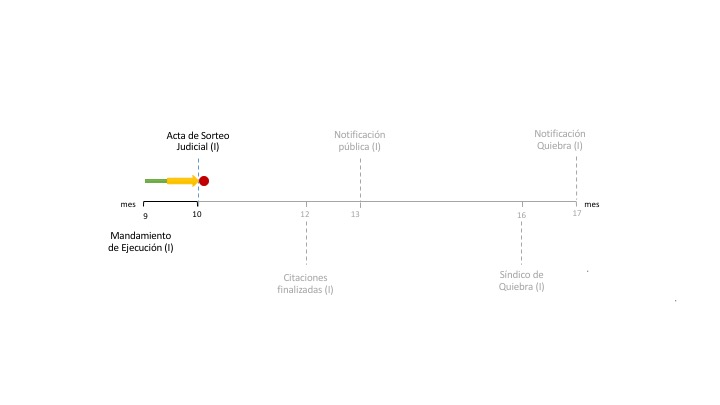 Acta de Sorteo
Judicial (I)
Notificación
pública (I)
Notificación
Quiebra (I)
mes
mes
9
10
12
13
16
17
Mandamiento
de Ejecución (I)
Citaciones
finalizadas (I)
Síndico de
Quiebra (I)